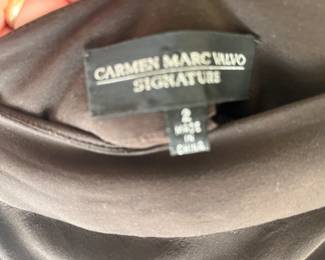 CARMEN MARC VALVO
SIGNATURE
2
MADE
IN
CHINA